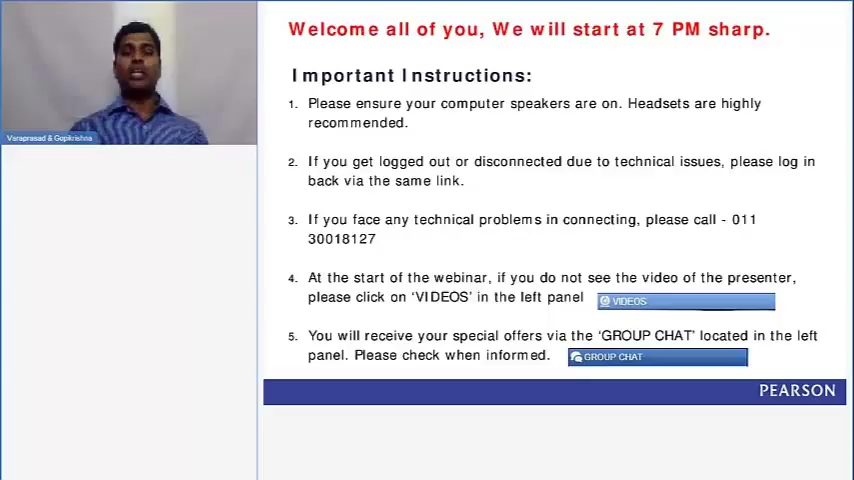 Welcome all of you, We will start at 7 PM sharp.
Important Instructions:
1. Please ensure your computer speakers are on. Headsets are highly
recommended.
2. If you get logged out or disconnected due to technical issues, please log in
back via the same link.
3. If you face any technical problems in connecting, please call - 011
30018127
4. At the start of the webinar, if you do not see the video of the presenter,
please click on 'VIDEOS' in the left panel
VIDEOS
5. You will receive your special offers via the 'GROUP CHAT' located in the left
panel. Please check when informed.
GROUP CHAT
PEARSON
Varaprasad & Gopikrishna